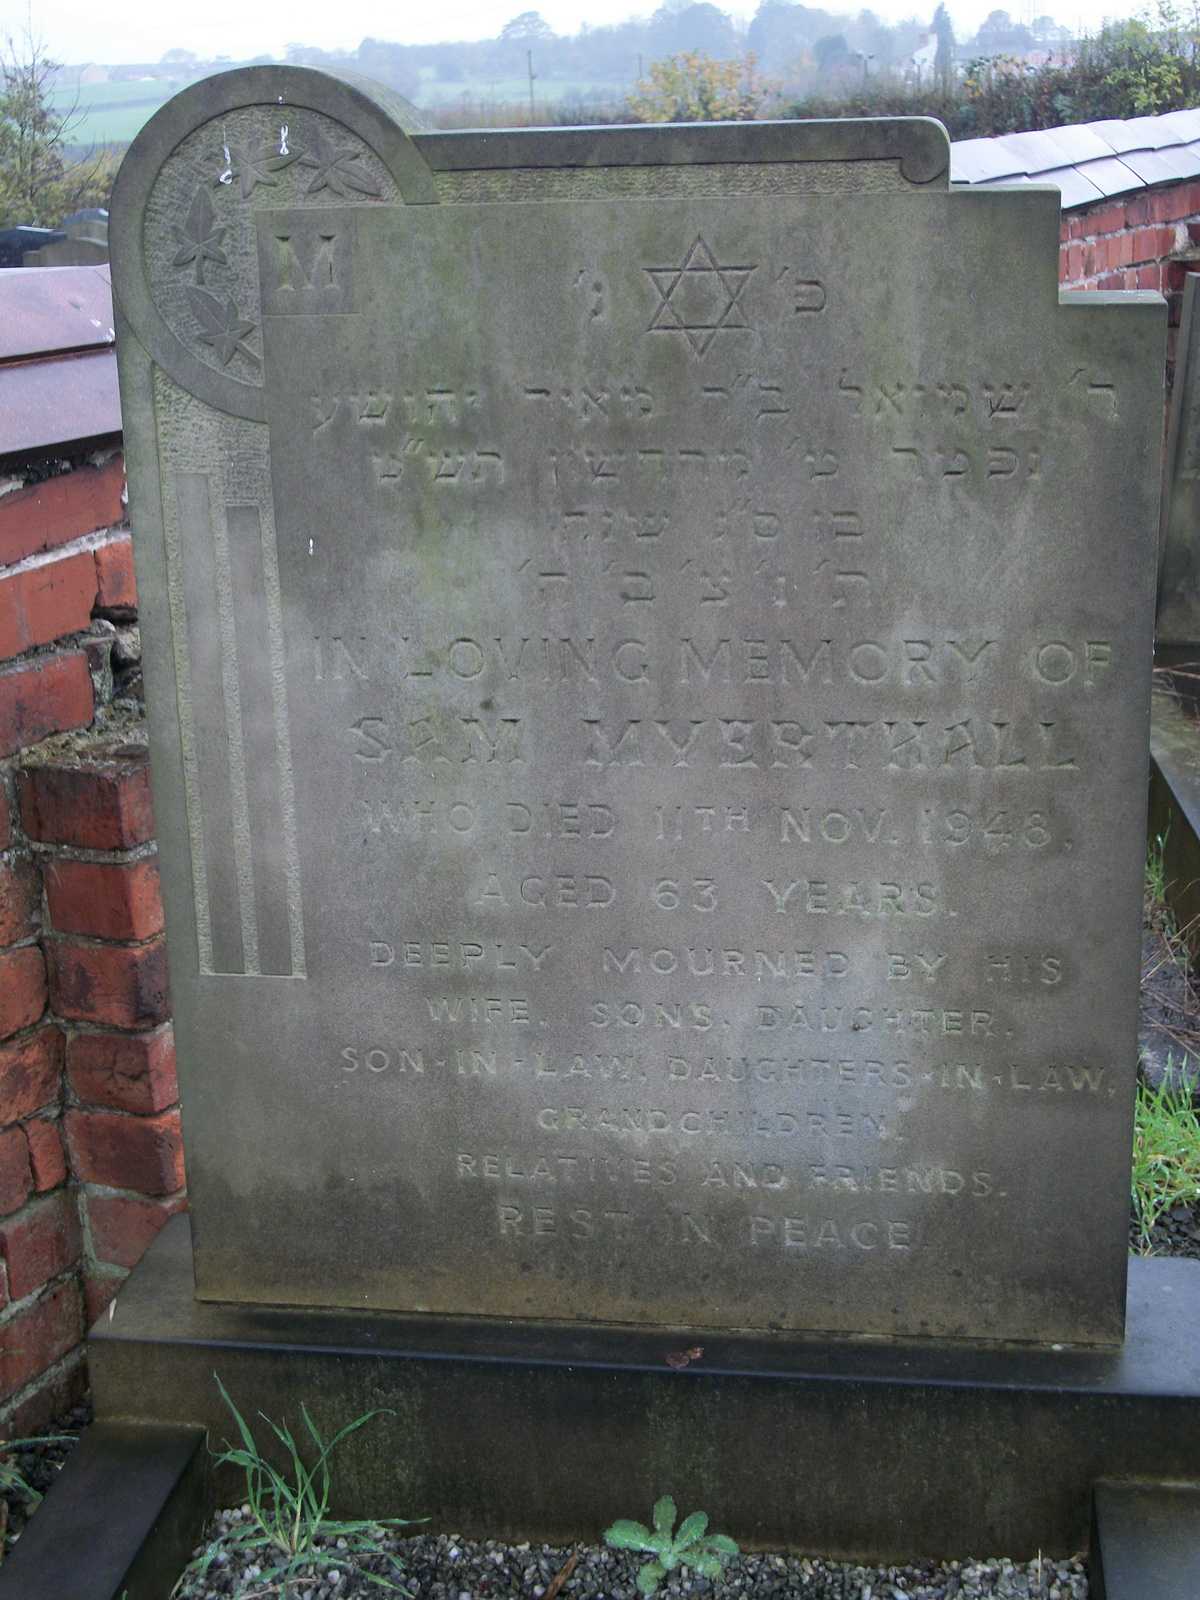 M
פ׳ נ׳
ר׳ שמואל ב״ר מאיר יהושע
נפטר ט׳ מרחשון תש״ט
בן ס״ג שנה
ת׳ נ׳ צ׳ ב׳ ה׳
IN LOVING MEMORY OF
SAM MYERTHALL
WHO DIED 11TH NOV. 1948,
AGED 63 YEARS.
DEEPLY MOURNED BY HIS
WIFE, SONS, DAUGHTER,
SON-IN-LAW, DAUGHTERS-IN-LAW,
GRANDCHILDREN,
RELATIVES AND FRIENDS.
REST IN PEACE.